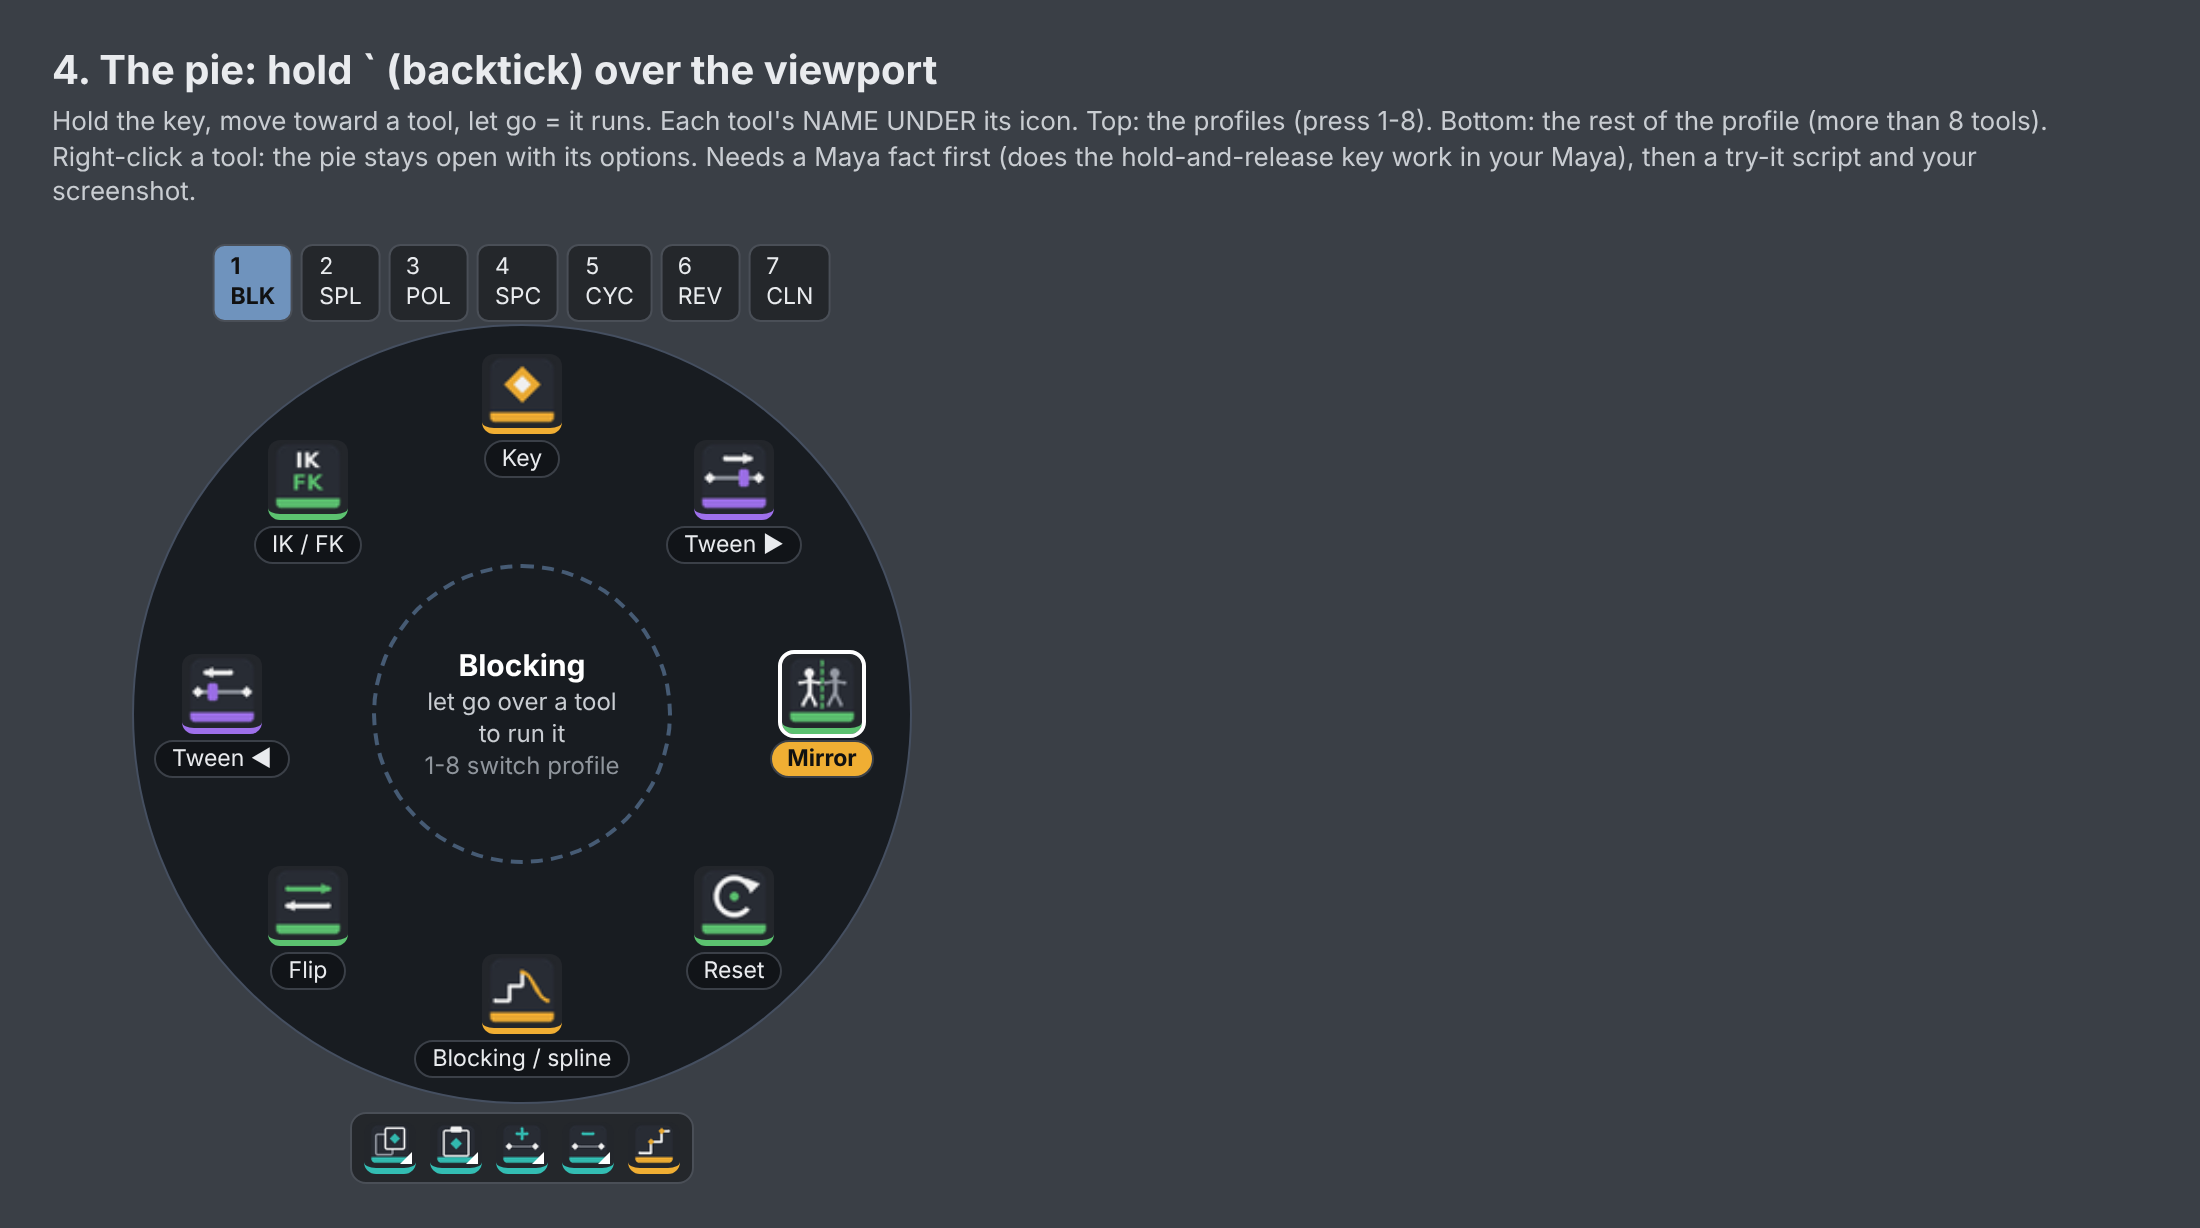 4. The pie: hold ` (backtick) over the viewport
Hold the key, move toward a tool, let go = it runs. Each tool's NAME UNDER its icon. Top: the profiles (press 1-8). Bottom: the rest of the profile (more than 8 tools).
Right-click a tool: the pie stays open with its options. Needs a Maya fact first (does the hold-and-release key work in your Maya), then a try-it script and your
screenshot.
1
BLK
2
SPL
3
POL
4
SPC
5
CYC
6
REV
7
CLN
Key
IK
FK
IK / FK
Tween ▶
Blocking
let go over a tool
to run it
1-8 switch profile
Tween ◀
Mirror
Flip
Reset
Blocking / spline